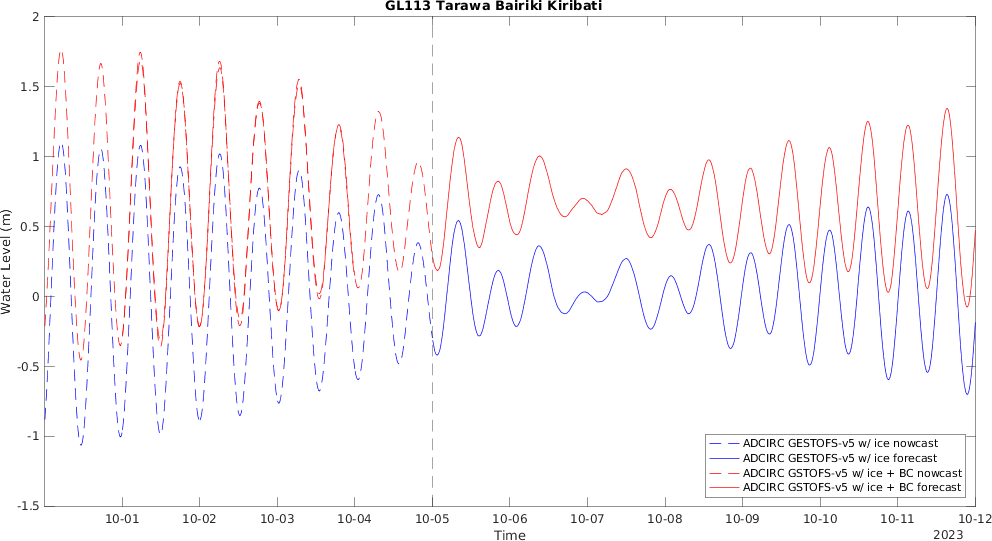 GL113 Tarawa Bairiki Kiribati
Water Level (m)
2
1.5
1
0.5
0
-0.5
-1
-1.5
10-01 10-02 10-03 10-04 10-05 10-06 10-07 10-08 10-09 10-10 10-11 10-12
Time
2023
ADCIRC GESTOFS-v5 w/ ice nowcast
ADCIRC GESTOFS-v5 w/ ice forecast
ADCIRC GSTOFS-v5 w/ ice + BC nowcast
ADCIRC GSTOFS-v5 w/ ice + BC forecast